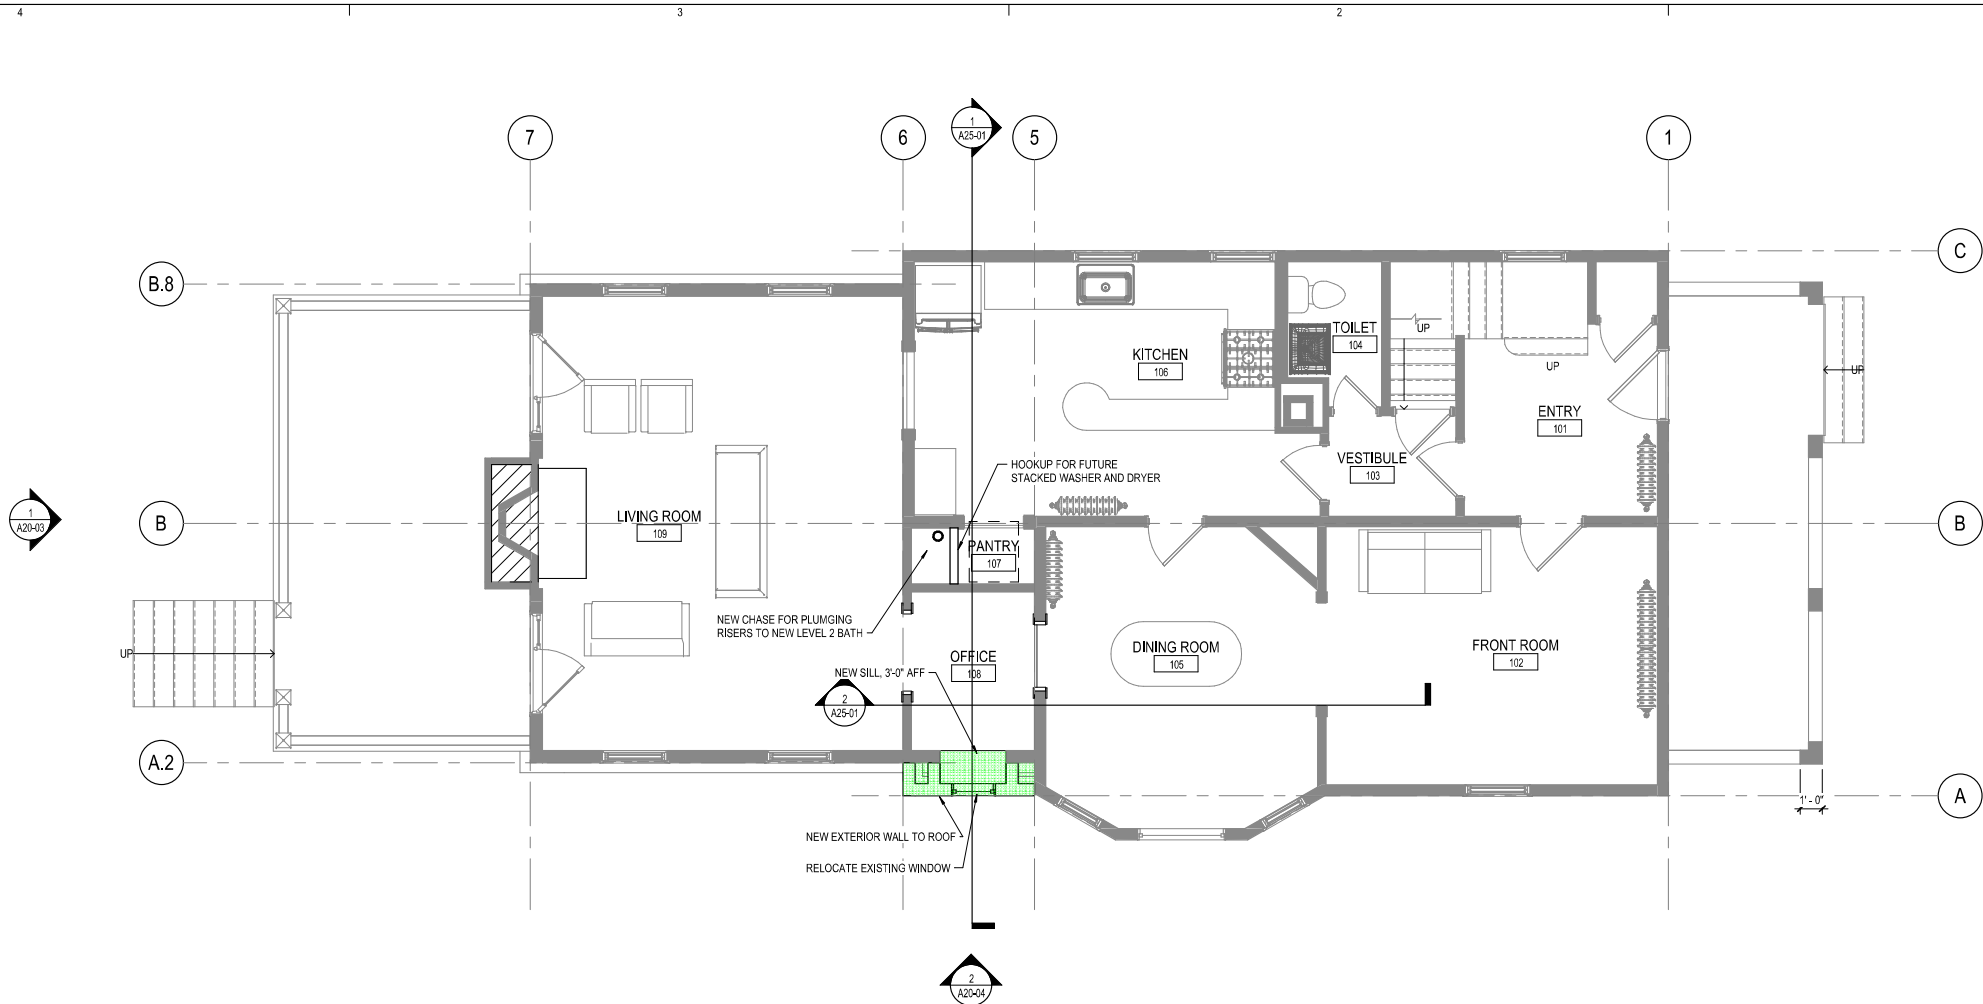 4
3
2
7
6
5
1
1
A25-01
C
B.8
UP
TOILET
104
UP
UP
KITCHEN
106
UP
ENTRY
101
VESTIBULE
103
HOOKUP FOR FUTURE
STACKED WASHER AND DRYER
1
A20-03
B
LIVING ROOM
109
B
PANTRY
107
NEW CHASE FOR PLUMGING
RISERS TO NEW LEVEL 2 BATH
UP
OFFICE
108
DINING ROOM
105
FRONT ROOM
102
NEW SILL, 3'-0" AFF
2
A25-01
A.2
A
1' - 0"
NEW EXTERIOR WALL TO ROOF
RELOCATE EXISTING WINDOW
2
A20-04